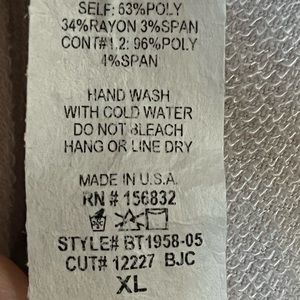 SELF: 63%POLY
34%RAYON 3%SPAN
CONT#1.2: 96%POLY
4%SPAN
HAND WASH
WITH COLD WATER
DO NOT BLEACH
HANG OR LINE DRY
MADE IN U.S.A.
RN # 156832
STYLE# BT1958-05
CUT# 12227 BJC
XL